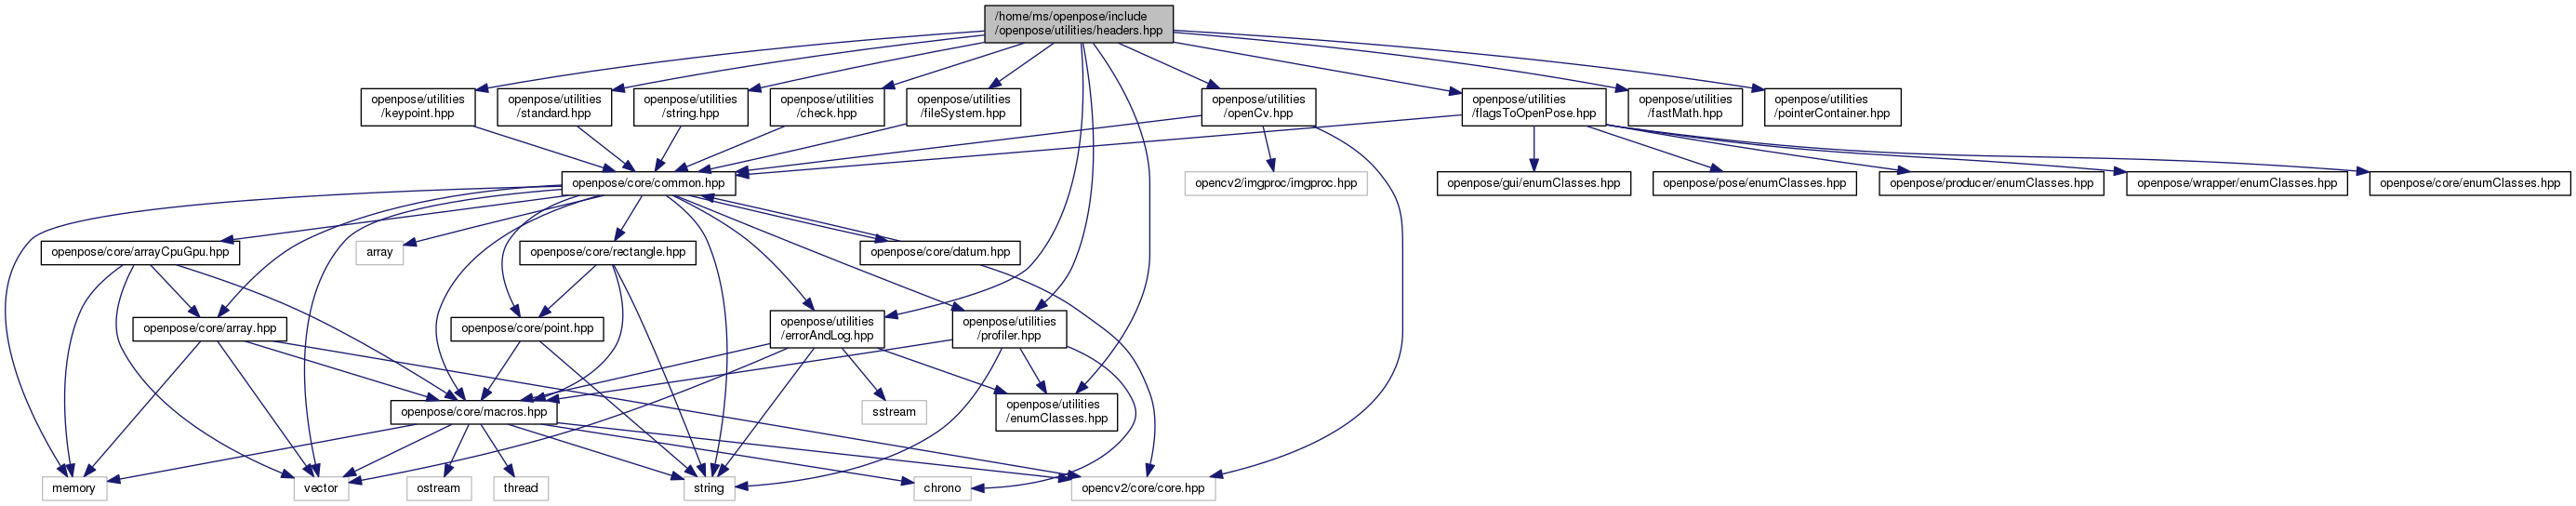 /home/ms/openpose/include
/openpose/utilities/headers.hpp
openpose/utilities
/keypoint.hpp
openpose/utilities
/standard.hpp
openpose/utilities
/string.hpp
openpose/utilities
/check.hpp
openpose/utilities
/fileSystem.hpp
openpose/utilities
/openCv.hpp
openpose/utilities
/flagsToOpenPose.hpp
openpose/utilities
/fastMath.hpp
openpose/utilities
/pointerContainer.hpp
openpose/core/common.hpp
opencv2/imgproc/imgproc.hpp
openpose/gui/enumClasses.hpp
openpose/pose/enumClasses.hpp
openpose/producer/enumClasses.hpp
openpose/wrapper/enumClasses.hpp
openpose/core/enumClasses.hpp
openpose/core/arrayCpuGpu.hpp
array
openpose/core/rectangle.hpp
openpose/core/datum.hpp
openpose/core/array.hpp
openpose/core/point.hpp
openpose/utilities
/errorAndLog.hpp
openpose/utilities
/profiler.hpp
openpose/core/macros.hpp
sstream
openpose/utilities
/enumClasses.hpp
memory
vector
ostream
thread
string
chrono
opencv2/core/core.hpp